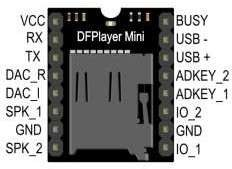 VCC
RX
TX
DAC_R
DAC_I
SPK_1
GND
SPK_2
DFPlayer Mini
BUSY
USB -
USB +
ADKEY_2
ADKEY_1
IO_2
GND
IO_1